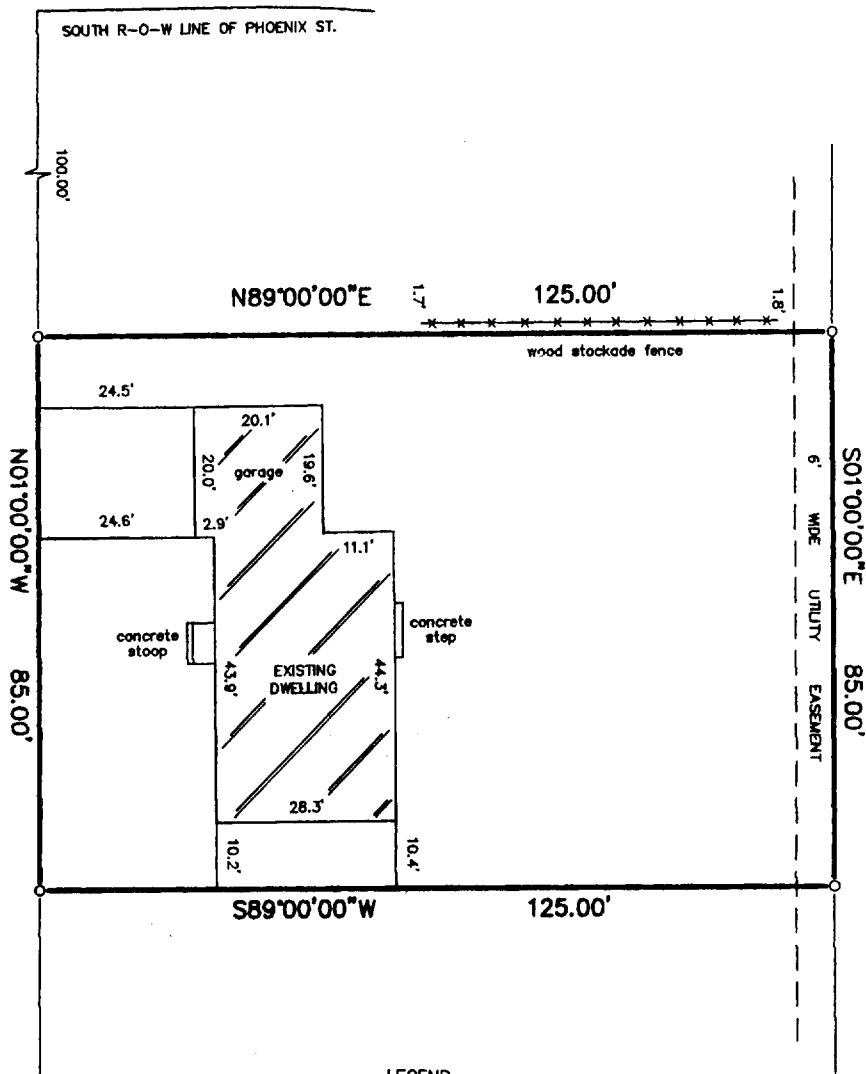 SOUTH R-O-W LINE OF PHOENIX ST.
100.00'
N89°00'00"E 125.00'
1.7'
1.8'
wood stockade fence
24.5'
20.1'
20.0'
garage
19.6'
24.6'
2.9'
11.1'
N01°00'00"W 85.00'
S01°00'00"E 85.00'
6' WIDE UTILITY EASEMENT
concrete
stoop
concrete
step
43.9'
EXISTING
DWELLING
44.3'
28.3'
10.2'
10.4'
S89°00'00"W 125.00'
LEGEND